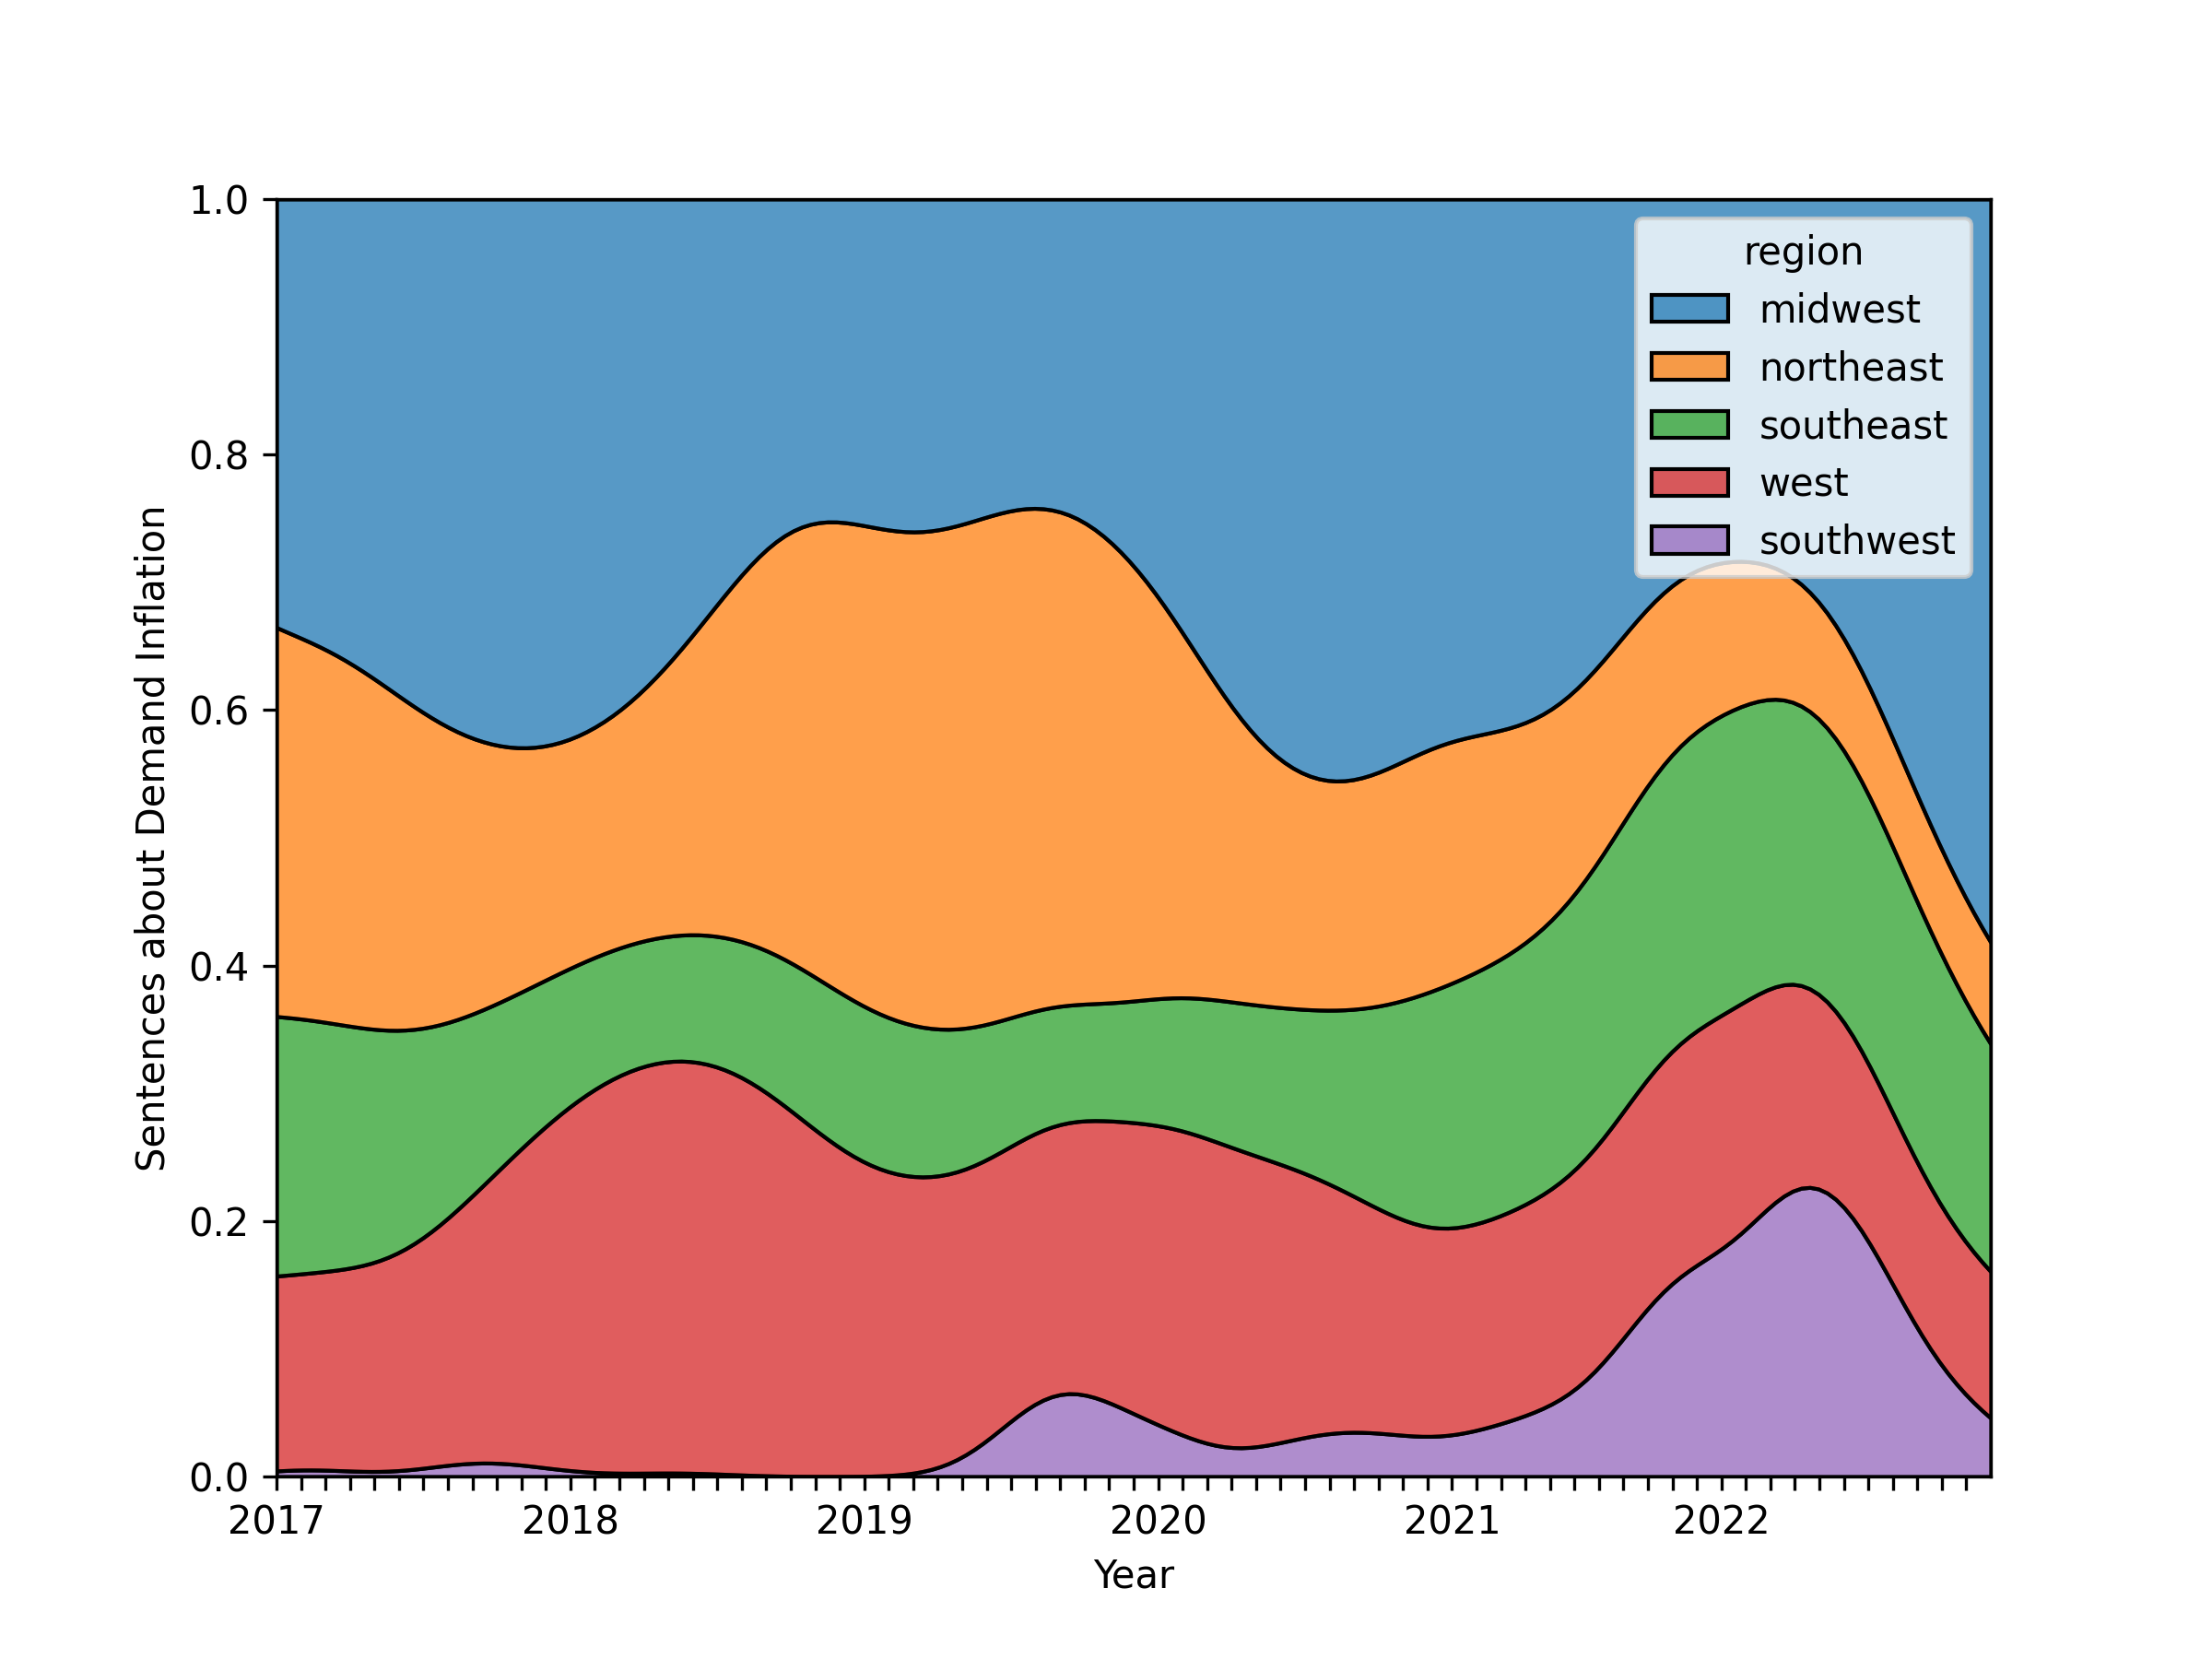 1.0
0.8
0.6
0.4
0.2
0.0
Sentences about Demand Inflation
region
midwest
northeast
southeast
west
southwest
2017 2018 2019 2020 2021 2022
Year